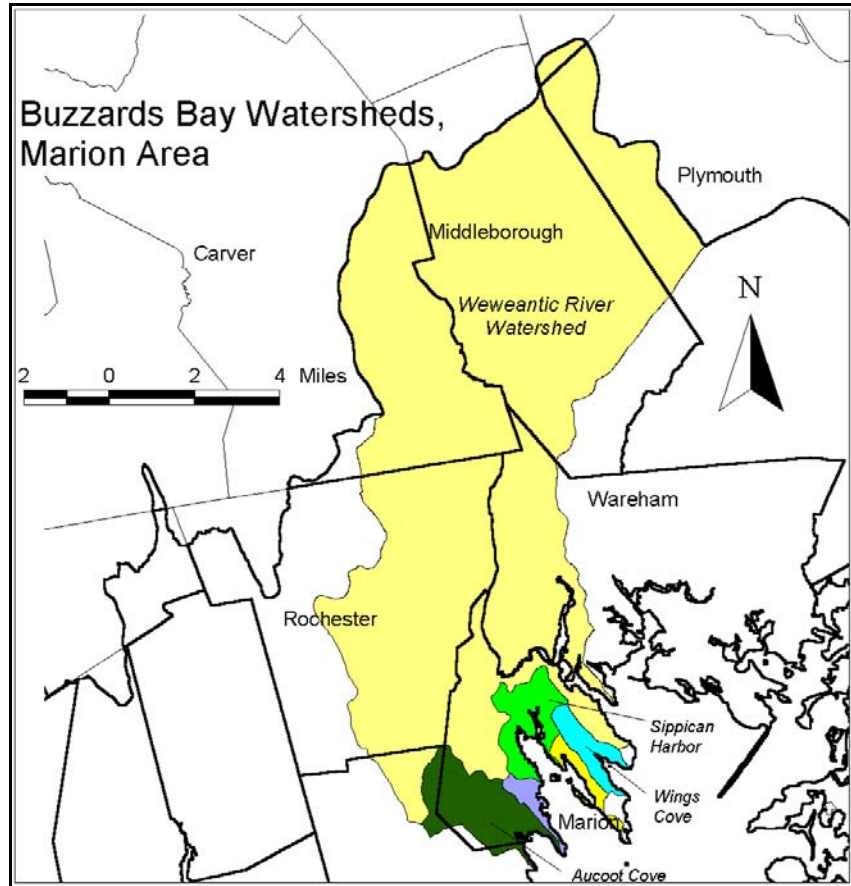 Buzzards Bay Watersheds,
Marion Area
Plymouth
Middleborough
Carver
Weweantic River
Watershed
N
2 0 2 4 Miles
Wareham
Rochester
Sippican
Harbor
Wings
Cove
Marion
Aucoot Cove